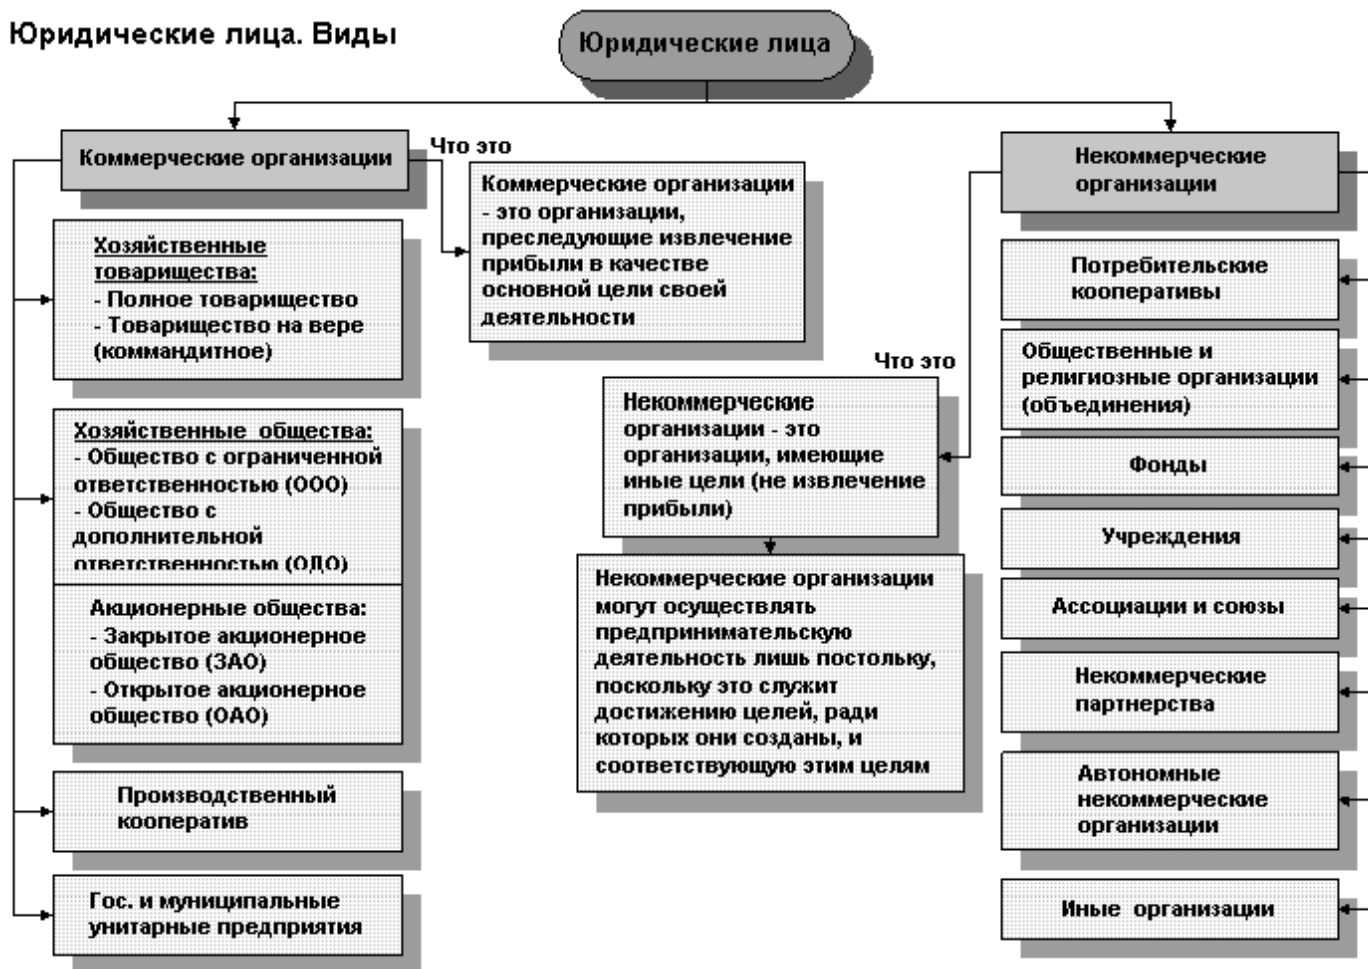 Юридические лица. Виды
Юридические лица
Коммерческие организации
Что это
Коммерческие организации
- это организации,
преследующие извлечение
прибыли в качестве
основной цели своей
деятельности
Хозяйственные
товарищества:
- Полное товарищество
- Товарищество на вере
(коммандитное)
Хозяйственные общества:
- Общество с ограниченной
ответственностью (ООО)
- Общество с
дополнительной
ответственностью (ОДО)
Акционерные общества:
- Закрытое акционерное
общество (ЗАО)
- Открытое акционерное
общество (ОАО)
Производственный
кооператив
Гос. и муниципальные
унитарные предприятия
Что это
Некоммерческие
организации - это
организации, имеющие
иные цели (не извлечение
прибыли)
Некоммерческие организации
могут осуществлять
предпринимательскую
деятельность лишь постольку,
поскольку это служит
достижению целей, ради
которых они созданы, и
соответствующую этим целям
Некоммерческие
организации
Потребительские
кооперативы
Общественные и
религиозные организации
(объединения)
Фонды
Учреждения
Ассоциации и союзы
Некоммерческие
партнерства
Автономные
некоммерческие
организации
Иные организации